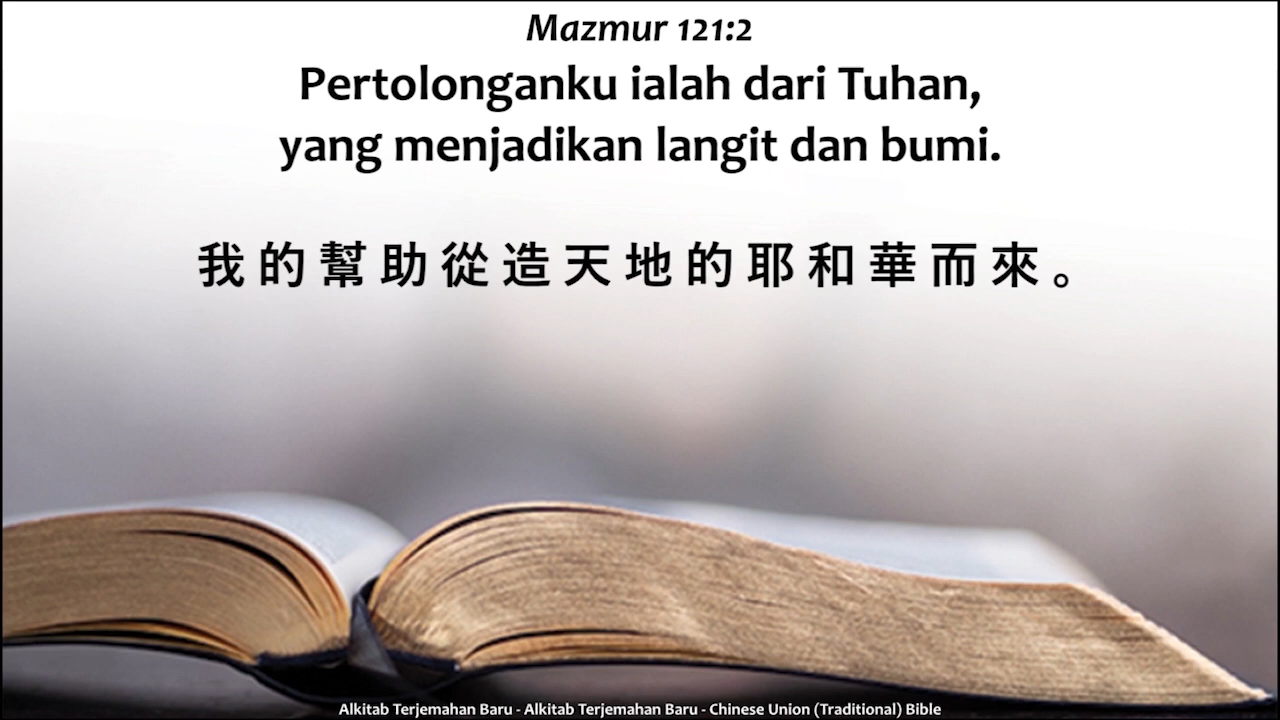 Mazmur 121:2
Pertolonganku ialah dari Tuhan,
yang menjadikan langit dan bumi.
我的幫助從造天地的耶和華而來。
Alkitab Terjemahan Baru - Alkitab Terjemahan Baru - Chinese Union (Traditional) Bible